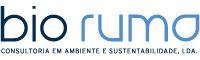 bio rumo
CONSULTORIA EM AMBIENTE E SUSTENTABILIDADE, LDA.